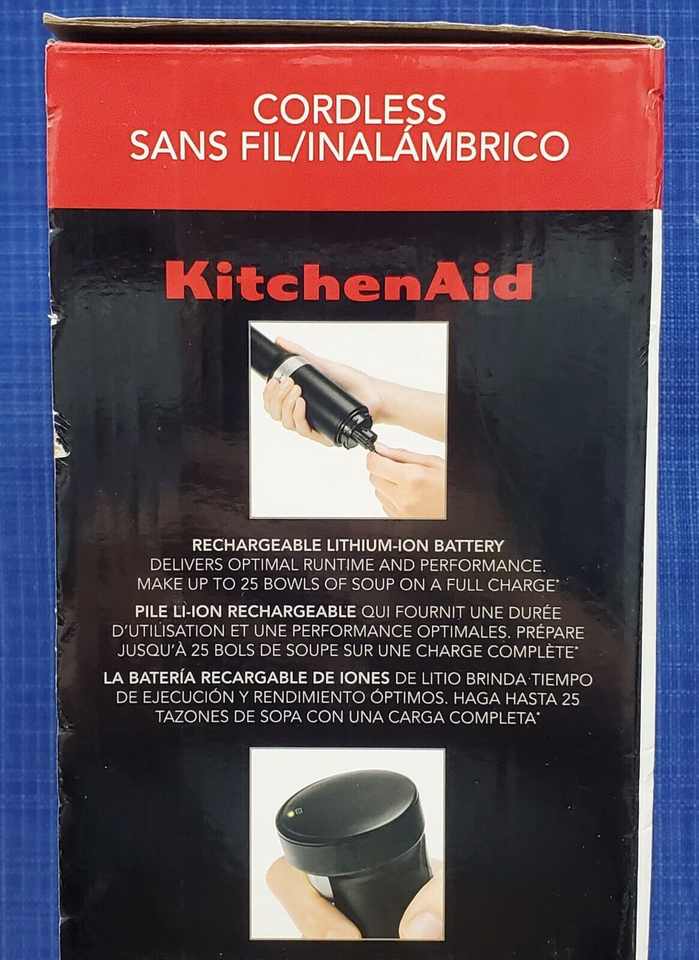 CORDLESS
SANS FIL/INALÁMBRICO
KitchenAid
RECHARGEABLE LITHIUM-ION BATTERY
DELIVERS OPTIMAL RUNTIME AND PERFORMANCE.
MAKE UP TO 25 BOWLS OF SOUP ON A FULL CHARGE*
PILE LI-ION RECHARGEABLE QUI FOURNIT UNE DURÉE
D'UTILISATION ET UNE PERFORMANCE OPTIMALES. PRÉPARE
JUSQU'À 25 BOLS DE SOUPE SUR UNE CHARGE COMPLÈTE*
LA BATERÍA RECARGABLE DE IONES DE LITIO BRINDA TIEMPO
DE EJECUCIÓN Y RENDIMIENTO ÓPTIMOS. HAGA HASTA 25
TAZONES DE SOPA CON UNA CARGA COMPLETA*